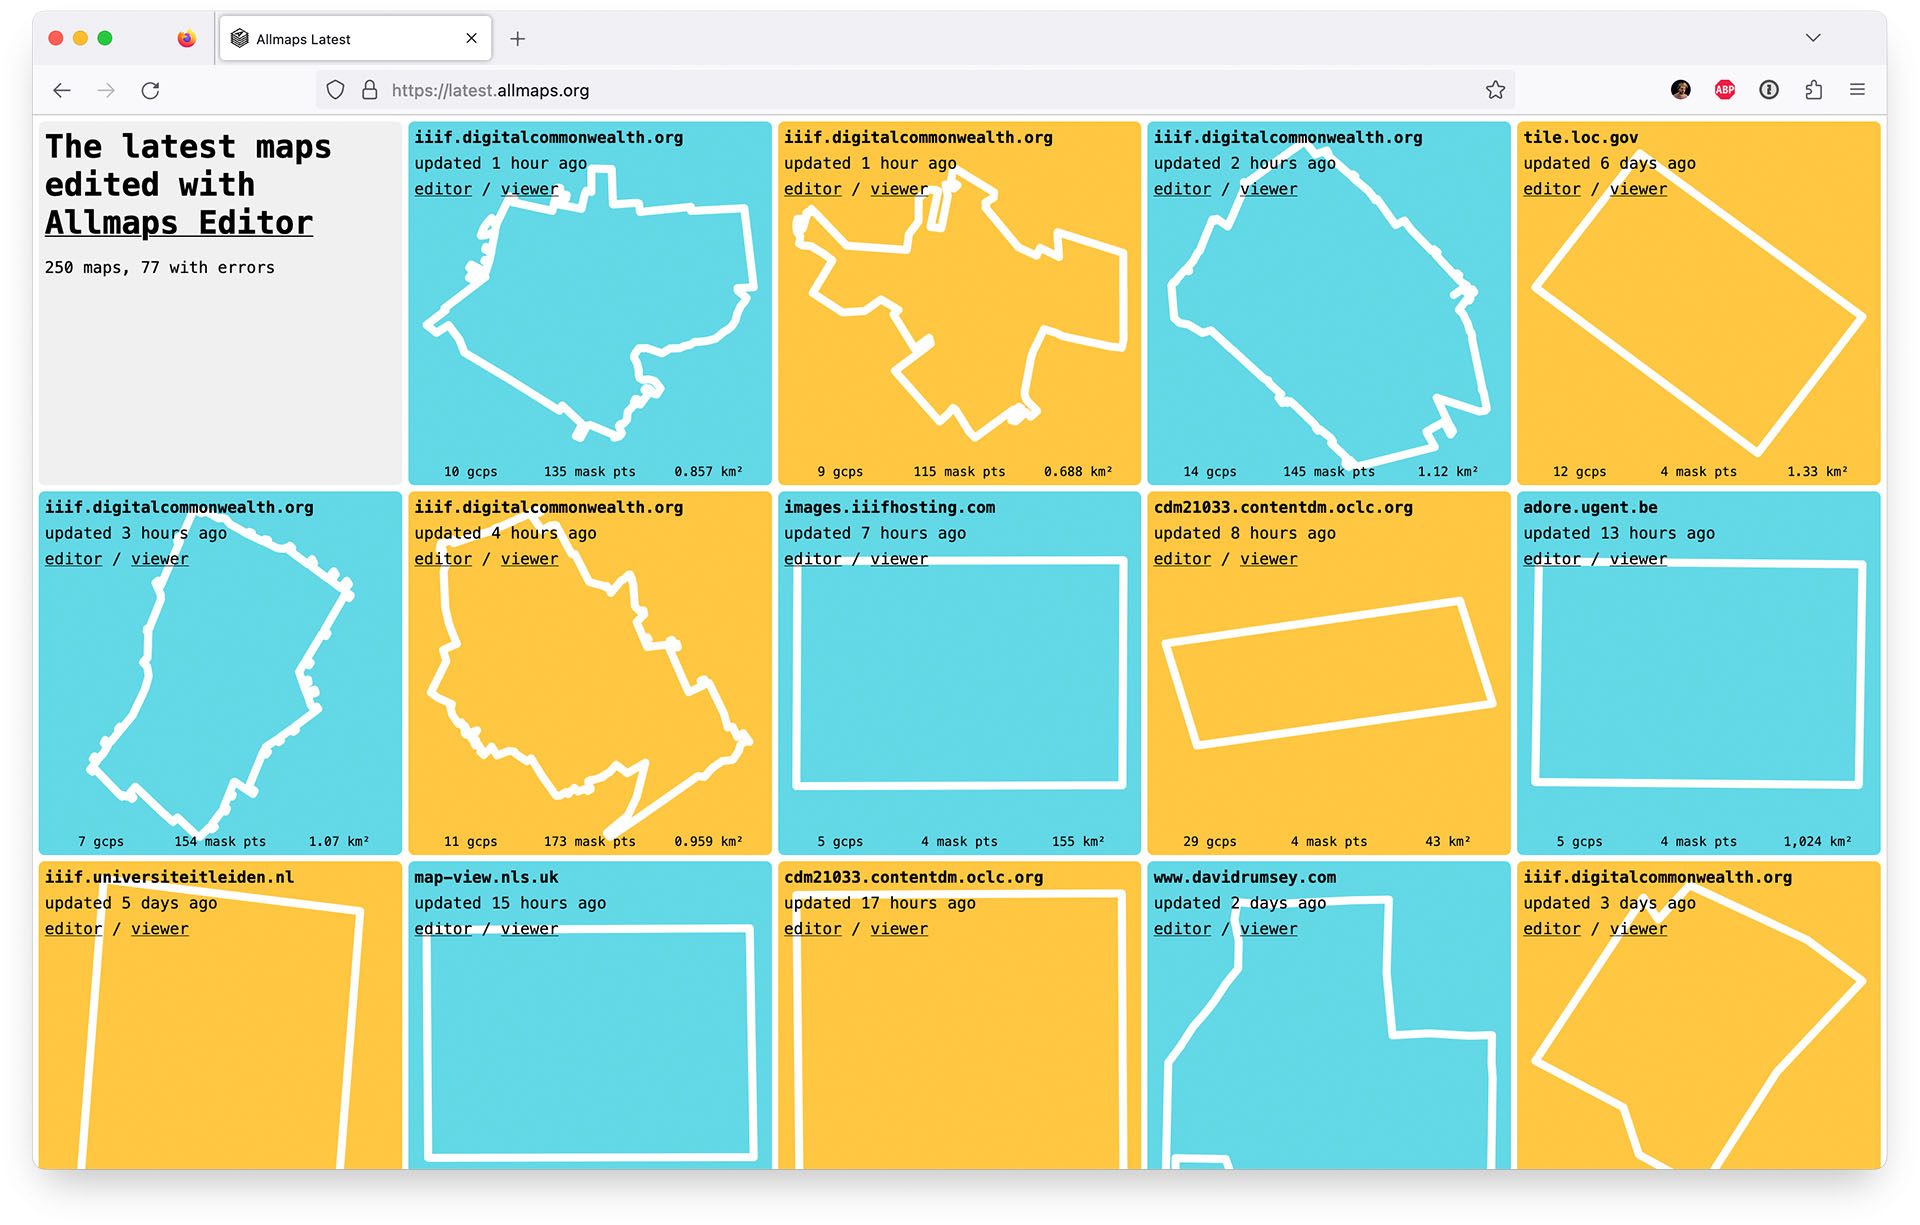 Allmaps Latest
https://latest.allmaps.org
ABP
The latest maps
edited with
Allmaps Editor
250 maps, 77 with errors
iiif.digitalcommonwealth.org
updated 1 hour ago
editor / viewer
10 gcps 135 mask pts 0.857 km²
iiif.digitalcommonwealth.org
updated 1 hour ago
editor / viewer
9 gcps 115 mask pts 0.688 km²
iiif.digitalcommonwealth.org
updated 2 hours ago
editor / viewer
14 gcps 145 mask pts 1.12 km²
tile.loc.gov
updated 6 days ago
editor / viewer
12 gcps 4 mask pts 1.33 km²
iiif.digitalcommonwealth.org
updated 3 hours ago
editor / viewer
7 gcps 154 mask pts 1.07 km²
iiif.digitalcommonwealth.org
updated 4 hours ago
editor / viewer
11 gcps 173 mask pts 0.959 km²
images.iiifhosting.com
updated 7 hours ago
editor / viewer
5 gcps 4 mask pts 155 km²
cdm21033.contentdm.oclc.org
updated 8 hours ago
editor / viewer
29 gcps 4 mask pts 43 km²
adore.ugent.be
updated 13 hours ago
editor / viewer
5 gcps 4 mask pts 1,024 km²
iiif.universiteitleiden.nl
updated 5 days ago
editor / viewer
map-view.nls.uk
updated 15 hours ago
editor / viewer
cdm21033.contentdm.oclc.org
updated 17 hours ago
editor / viewer
www.davidrumsey.com
updated 2 days ago
editor / viewer
iiif.digitalcommonwealth.org
updated 3 days ago
editor / viewer